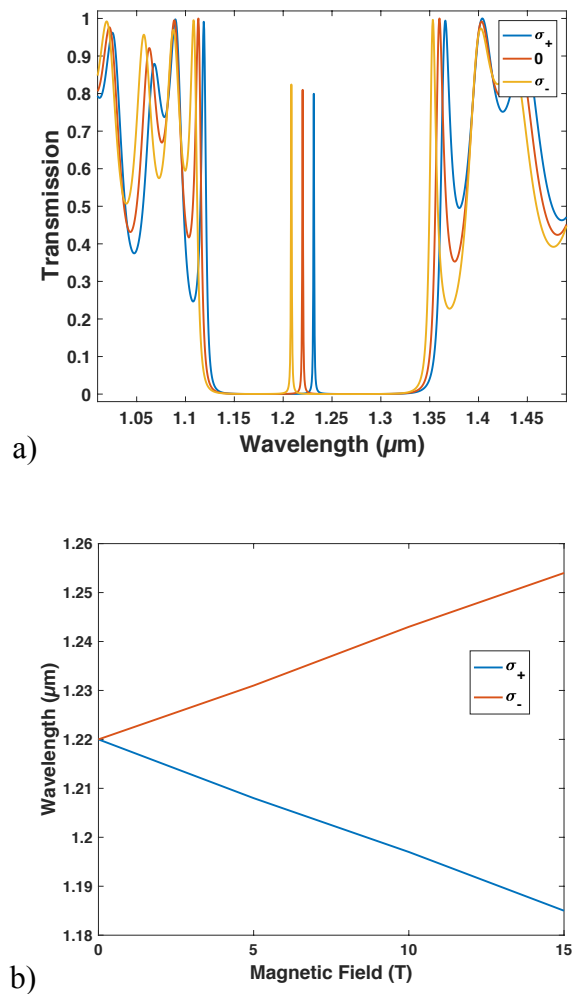 1
0.9
0.8
0.7
0.6
0.5
0.4
0.3
0.2
0.1
0
Transmission
σ+
0
σ-
1.05 1.1 1.15 1.2 1.25 1.3 1.35 1.4 1.45
Wavelength (µm)
a)
1.26
1.25
1.24
1.23
1.22
1.21
1.2
1.19
1.18
Wavelength (µm)
σ+
σ-
0 5 10 15
Magnetic Field (T)
b)